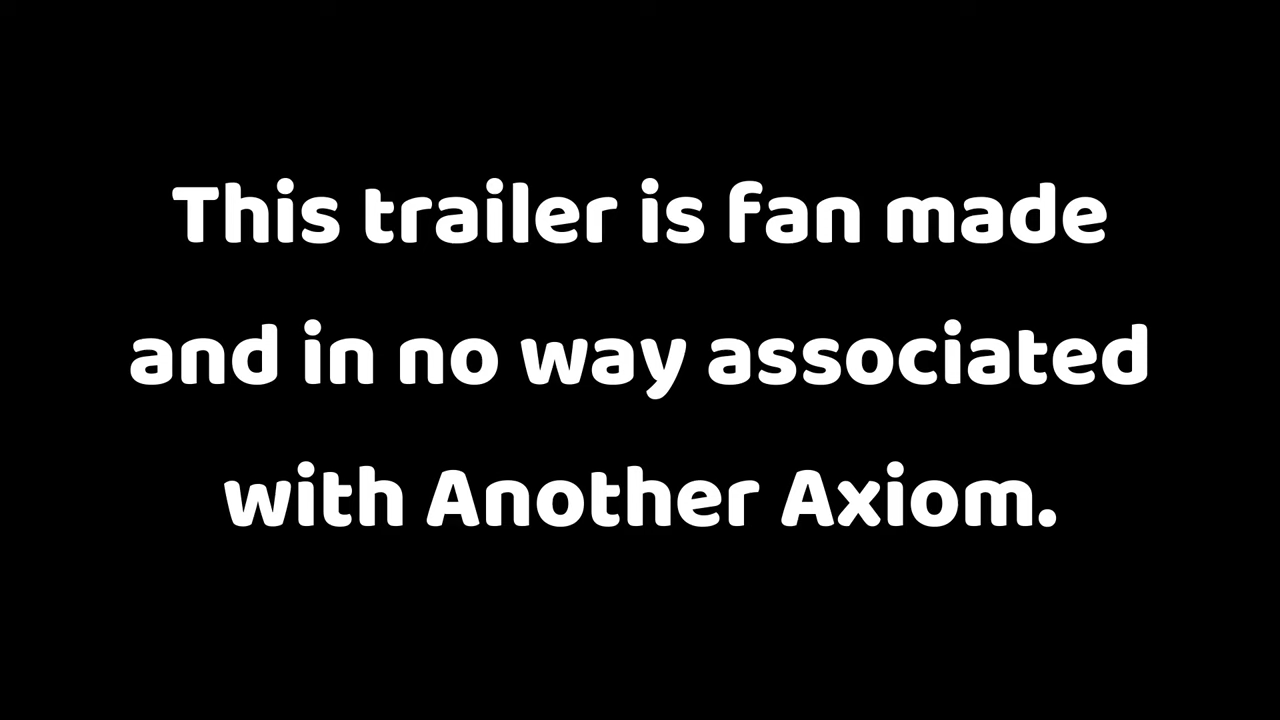 This trailer is fan made
and in no way associated
with Another Axiom.